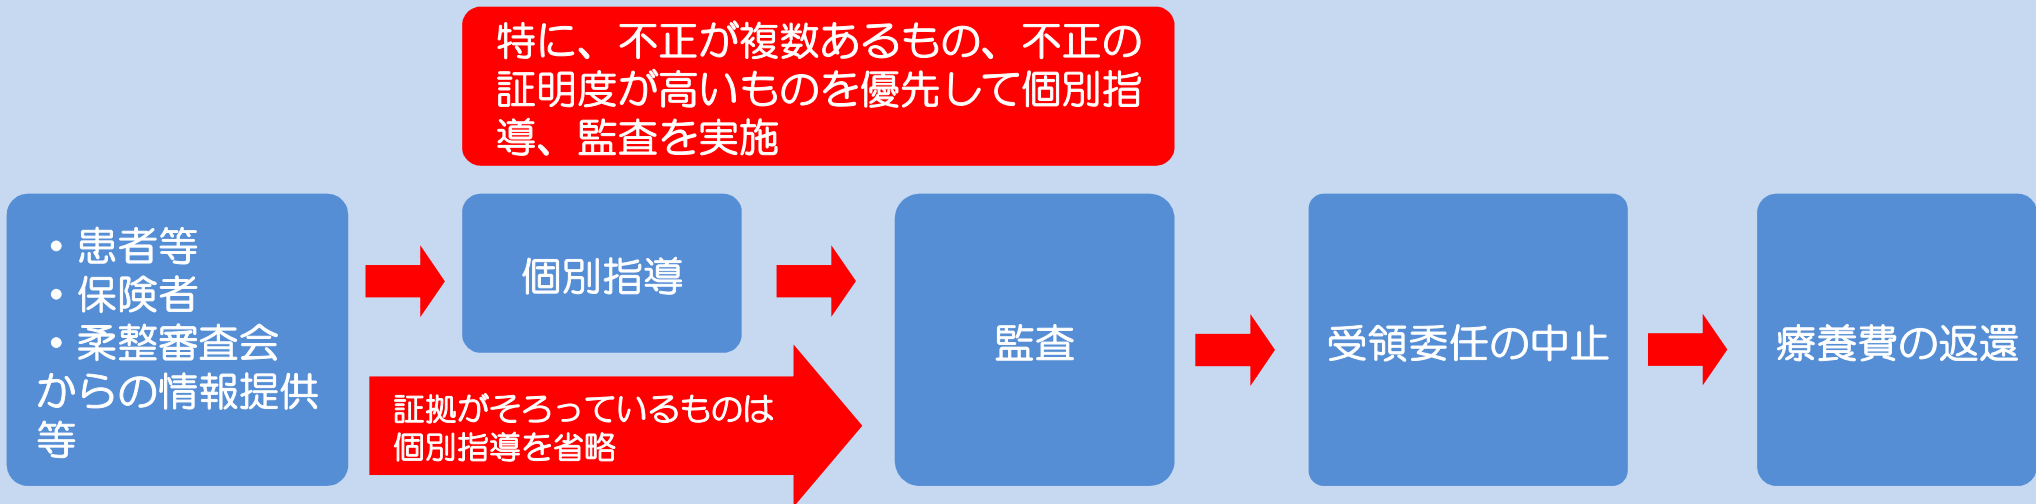 特に、不正が複数あるもの、不正の
証明度が高いものを優先して個別指
導、監査を実施
・患者等
・保険者
・柔整審査会
からの情報提供
等
個別指導
証拠がそろっているものは
個別指導を省略
監査
受領委任の中止
療養費の返還